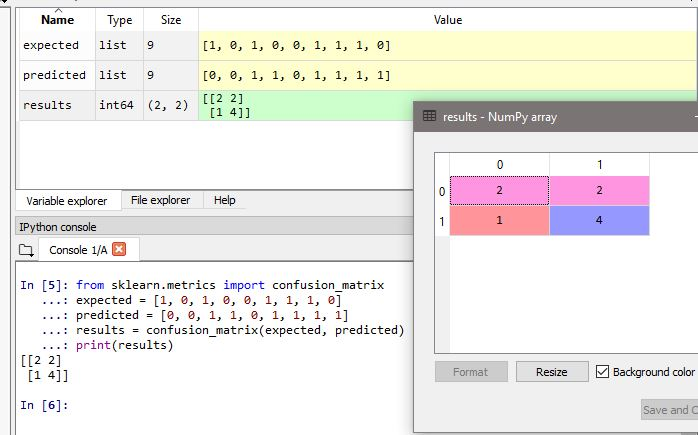 Name Type Size Value
expected list 9 [1, 0, 1, 0, 0, 1, 1, 1, 0]
predicted list 9 [0, 0, 1, 1, 0, 1, 1, 1, 1]
results int64 (2, 2) [[2 2]
[1 4]]
results - NumPy array
0 1
0 2 2
1 1 4
Variable explorer File explorer Help
IPython console
Console 1/A
In [5]: from sklearn.metrics import confusion_matrix
...: expected = [1, 0, 1, 0, 0, 1, 1, 1, 0]
...: predicted = [0, 0, 1, 1, 0, 1, 1, 1, 1]
...: results = confusion_matrix(expected, predicted)
...: print(results)
[[2 2]
[1 4]]
In [6]:
Format Resize Background color
Save and C